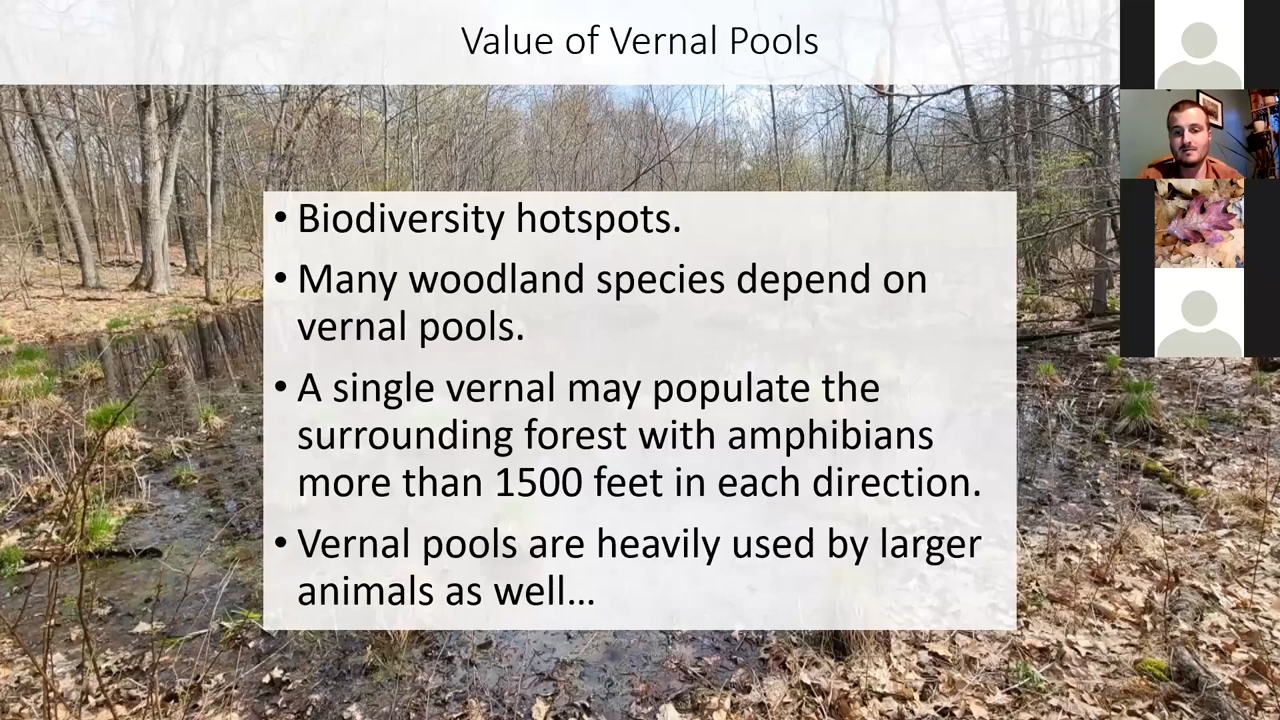 Value of Vernal Pools
• Biodiversity hotspots.
• Many woodland species depend on
vernal pools.
• A single vernal may populate the
surrounding forest with amphibians
more than 1500 feet in each direction.
• Vernal pools are heavily used by larger
animals as well…